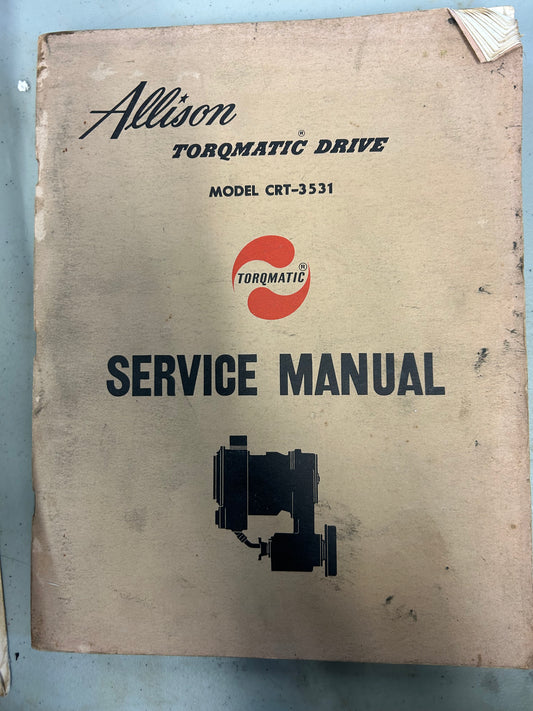 Allison
TORQMATIC® DRIVE
MODEL CRT-3531
TORQMATIC®
SERVICE MANUAL